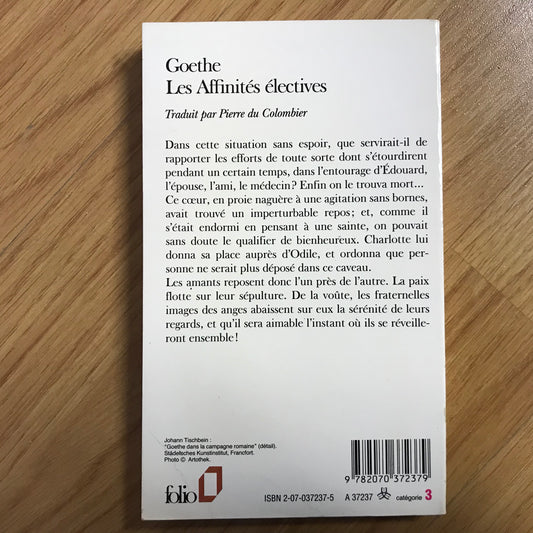 Goethe
Les Affinités électives
Traduit par Pierre du Colombier
Dans cette situation sans espoir, que servirait-il de
rapporter les efforts de toute sorte dont s'étourdirent
pendant un certain temps, dans l'entourage d'Édouard,
l'épouse, l'ami, le médecin ? Enfin on le trouva mort...
Ce cœur, en proie naguère à une agitation sans bornes,
avait trouvé un imperturbable repos ; et, comme il
s'était endormi en pensant à une sainte, on pouvait
sans doute le qualifier de bienheureux. Charlotte lui
donna sa place auprès d'Odile, et ordonna que per-
sonne ne serait plus déposé dans ce caveau.
Les amants reposent donc l'un près de l'autre. La paix
flotte sur leur sépulture. De la voûte, les fraternelles
images des anges abaissent sur eux la sérénité de leurs
regards, et qu'il sera aimable l'instant où ils se réveille-
ront ensemble !
Johann Tischbein :
"Goethe dans la campagne romaine" (détail).
Städelsches Kunstinstitut, Francfort.
Photo © Artothek.
9 782070 372379
folio
ISBN 2-07-037237-5 A 37237 catégorie 3